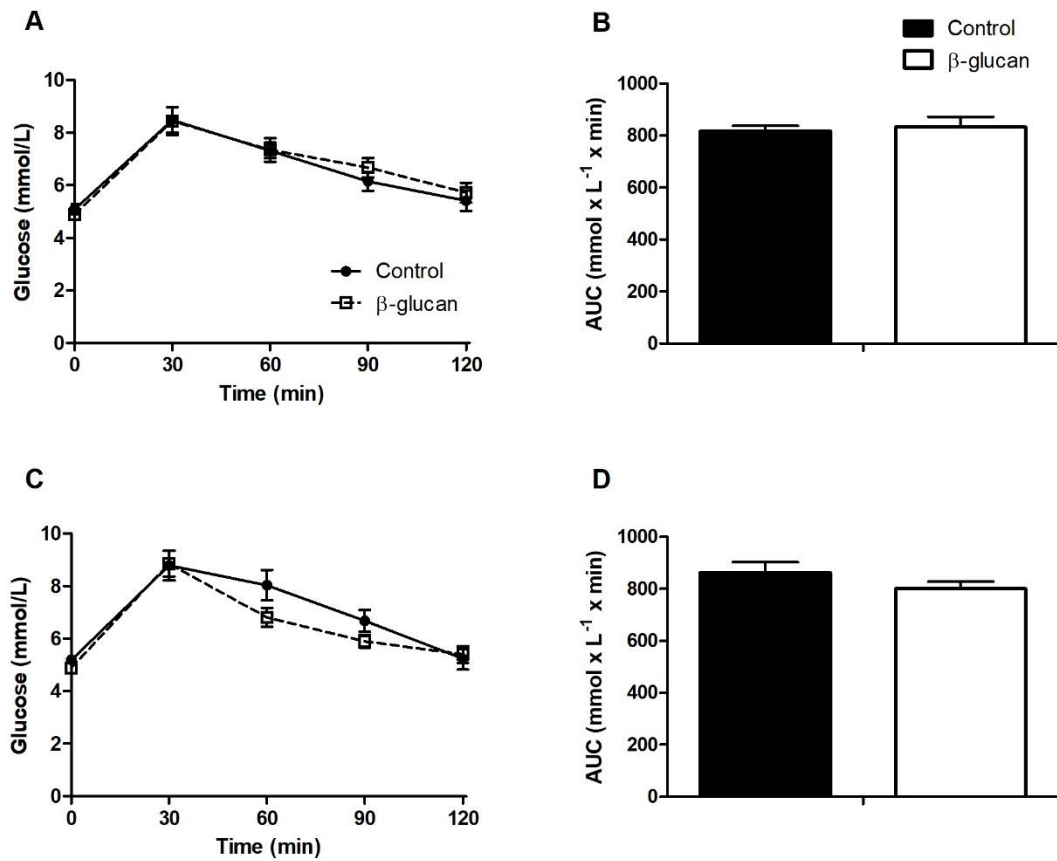 A
Glucose (mmol/L)
10
8
6
4
2
0
0 30 60 90 120
Time (min)
Control
β-glucan
B
Control
β-glucan
AUC (mmol x L⁻¹ x min)
1000
800
600
400
200
0
C
Glucose (mmol/L)
10
8
6
4
2
0
0 30 60 90 120
Time (min)
D
AUC (mmol x L⁻¹ x min)
1000
800
600
400
200
0